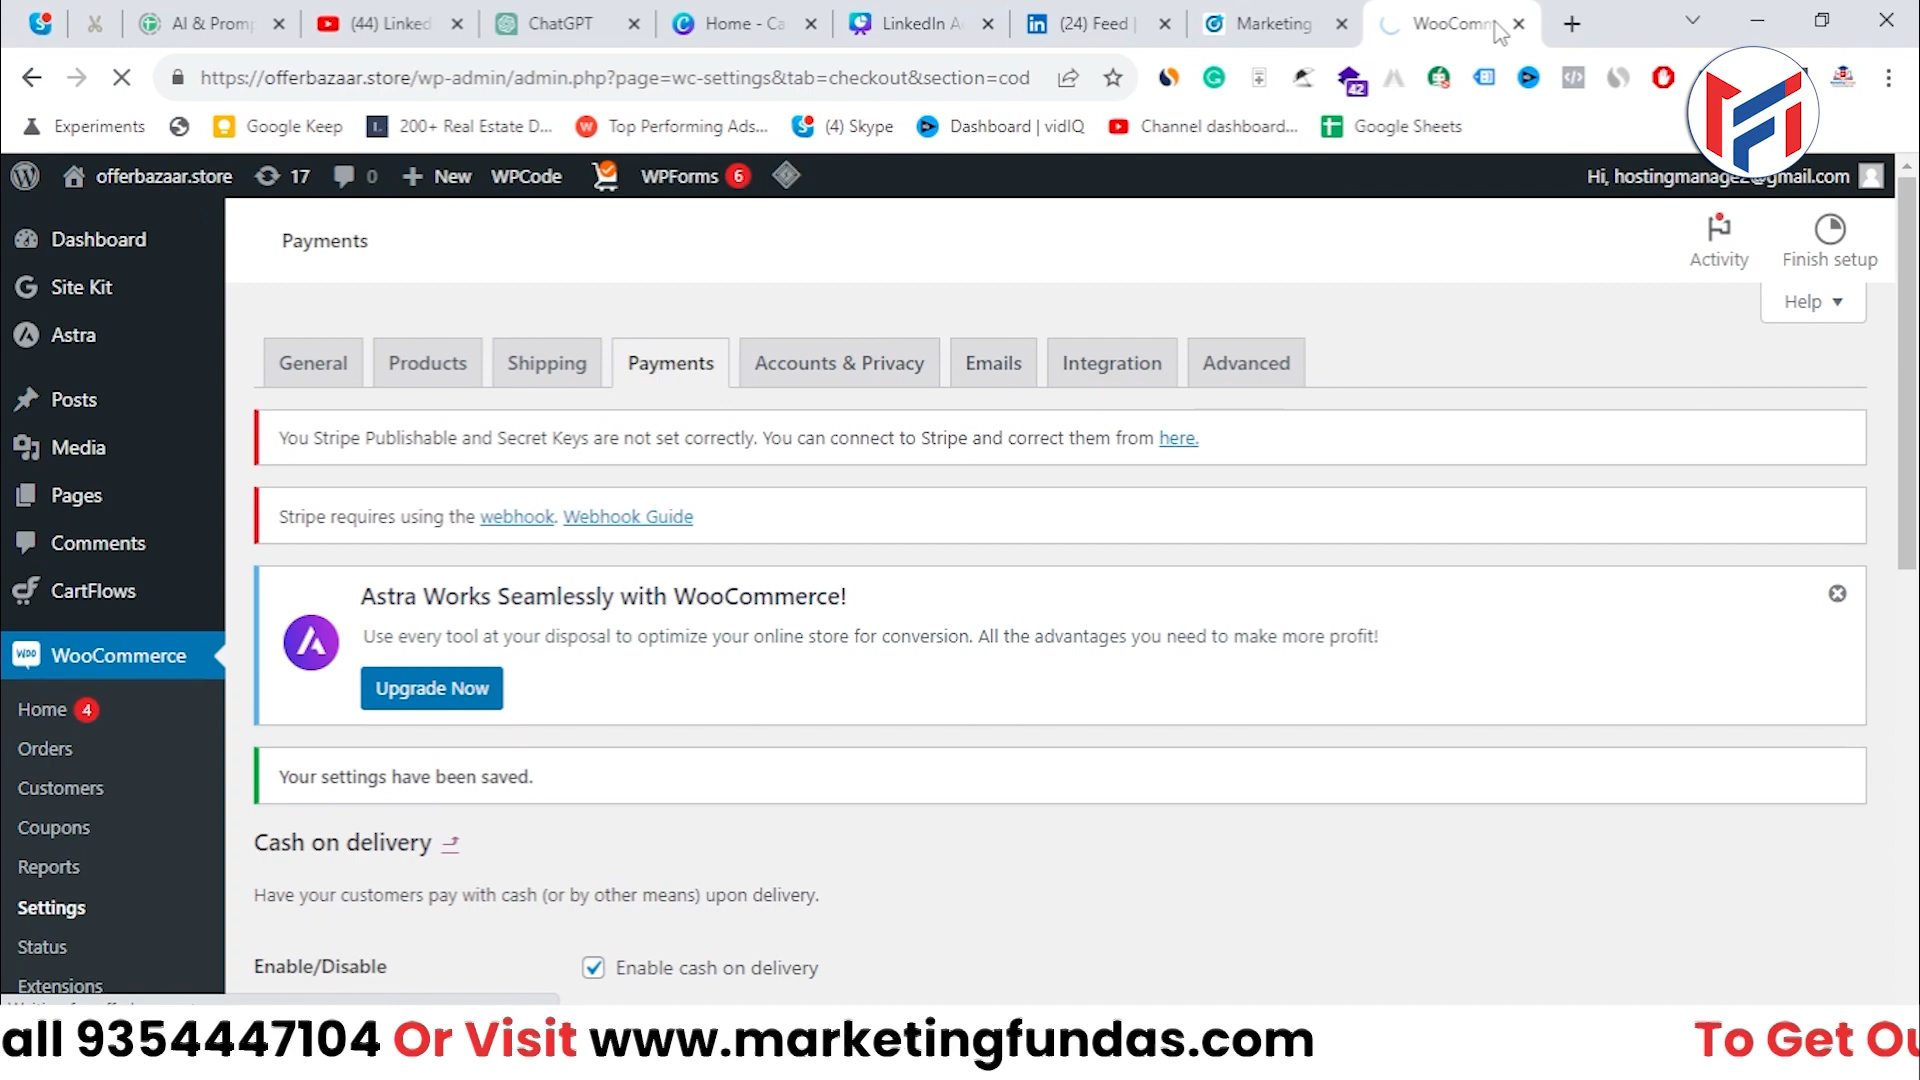 AI & Promp
(44) Linked
ChatGPT
Home - Ca
LinkedIn A
(24) Feed |
Marketing
WooComm
https://offerbazaar.store/wp-admin/admin.php?page=wc-settings&tab=checkout&section=cod
42
Experiments
Google Keep
200+ Real Estate D...
Top Performing Ads...
(4) Skype
Dashboard | vidIQ
Channel dashboard...
Google Sheets
offerbazaar.store
17
0
New
WPCode
WPForms 6
Hi, hostingmanage2@gmail.com
Dashboard
Site Kit
Astra
Posts
Media
Pages
Comments
CartFlows
WooCommerce
Home 4
Orders
Customers
Coupons
Reports
Settings
Status
Extensions
Payments
Activity
Finish setup
Help
General
Products
Shipping
Payments
Accounts & Privacy
Emails
Integration
Advanced
You Stripe Publishable and Secret Keys are not set correctly. You can connect to Stripe and correct them from here.
Stripe requires using the webhook. Webhook Guide
Astra Works Seamlessly with WooCommerce!
Use every tool at your disposal to optimize your online store for conversion. All the advantages you need to make more profit!
Upgrade Now
Your settings have been saved.
Cash on delivery
Have your customers pay with cash (or by other means) upon delivery.
Enable/Disable
Enable cash on delivery
all 9354447104 Or Visit www.marketingfundas.com
To Get Ou